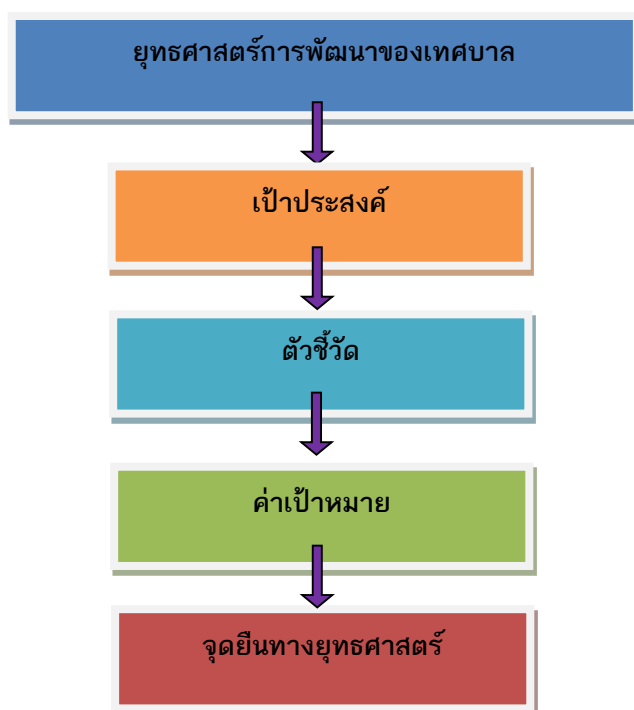 ยุทธศาสตร์การพัฒนาของเทศบาล
เป้าประสงค์
ตัวชี้วัด
ค่าเป้าหมาย
จุดยืนทางยุทธศาสตร์